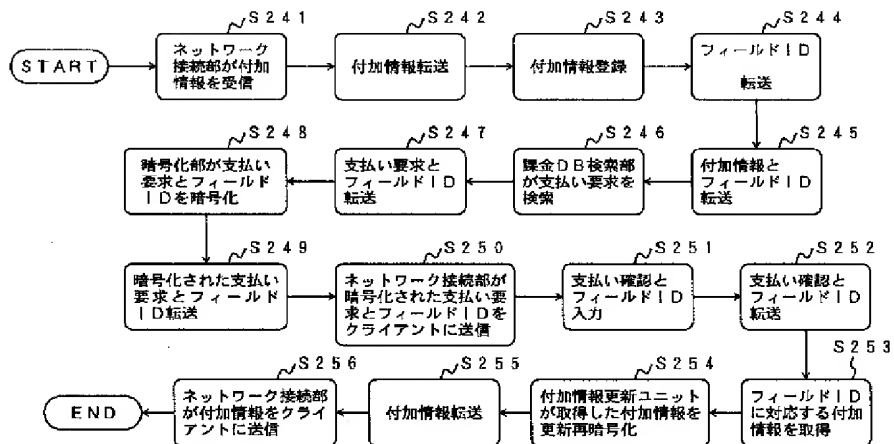 START
S241
ネットワーク
接続部が付加
情報を受信
S242
付加情報転送
S243
付加情報登録
S244
フィールドID
転送
S245
付加情報と
フィールドID
転送
S246
課金DB検索部
が支払い要求を
検索
S247
支払い要求と
フィールドID
転送
S248
暗号化部が支払い
要求とフィールド
IDを暗号化
S249
暗号化された支払い
要求とフィールド
ID転送
S250
ネットワーク接続部が
暗号化された支払い要
求とフィールドIDを
クライアントに送信
S251
支払い確認と
フィールドID
入力
S252
支払い確認と
フィールドID
転送
S253
フィールドID
に対応する付加
情報を取得
S254
付加情報更新ユニット
が取得した付加情報を
更新再暗号化
S255
付加情報転送
S256
ネットワーク接続部
が付加情報をクライ
アントに送信
END